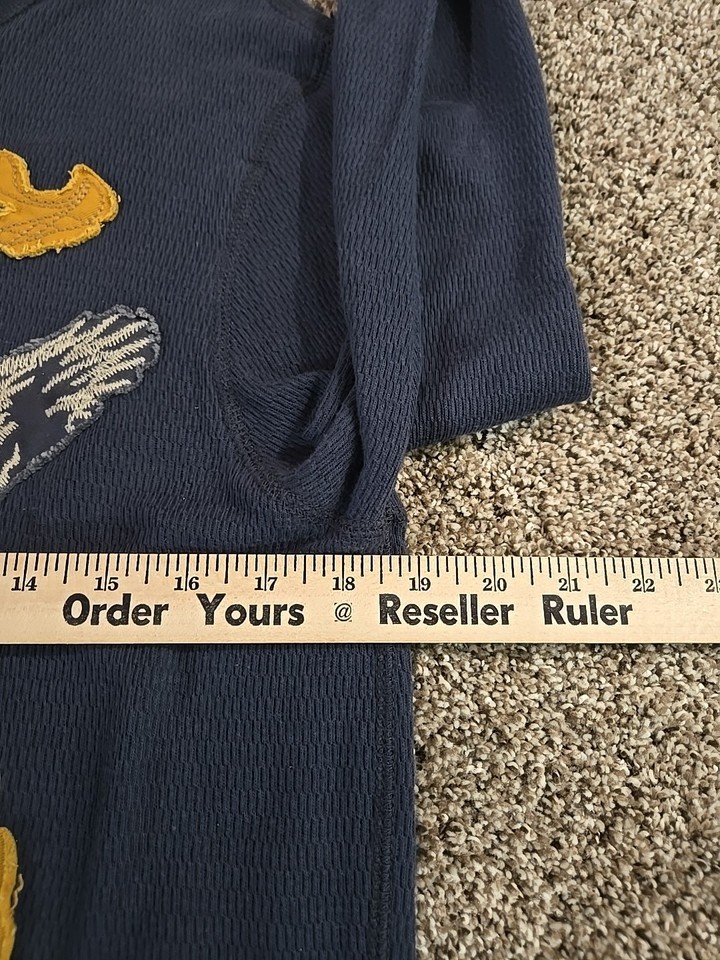 14 15 16 17 18 19 20 21 22
Order Yours @ Reseller Ruler